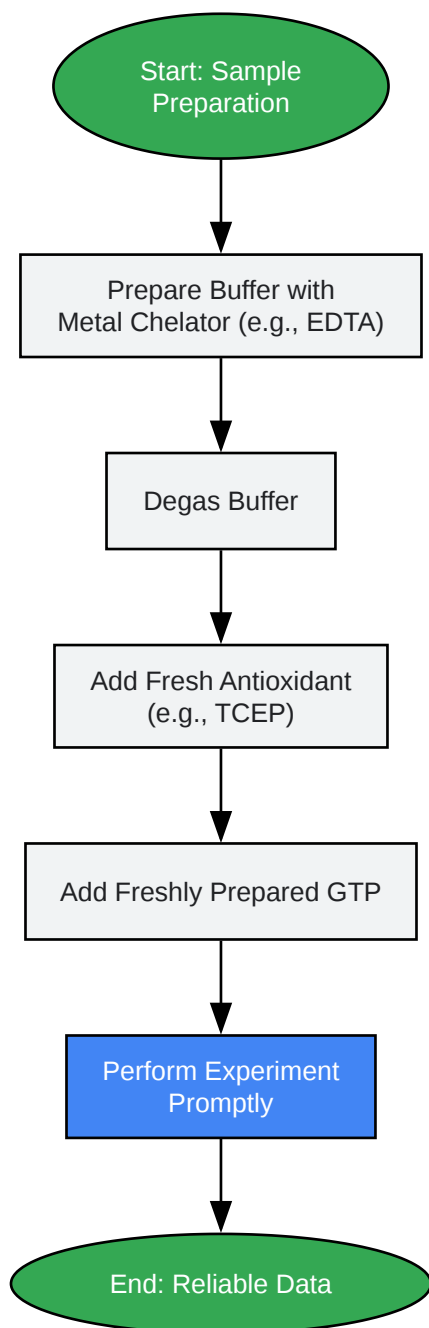 Start: Sample
Preparation
Prepare Buffer with
Metal Chelator (e.g., EDTA)
Degas Buffer
Add Fresh Antioxidant
(e.g., TCEP)
Add Freshly Prepared GTP
Perform Experiment
Promptly
End: Reliable Data